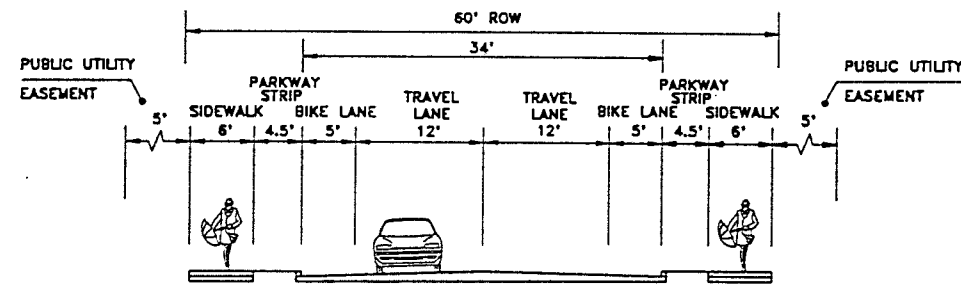 60' ROW
34'
PUBLIC UTILITY
EASEMENT
PUBLIC UTILITY
EASEMENT
5'
SIDEWALK
6'
PARKWAY
STRIP
4.5'
BIKE LANE
5'
TRAVEL
LANE
12'
TRAVEL
LANE
12'
BIKE LANE
5'
PARKWAY
STRIP
4.5'
SIDEWALK
6'
5'